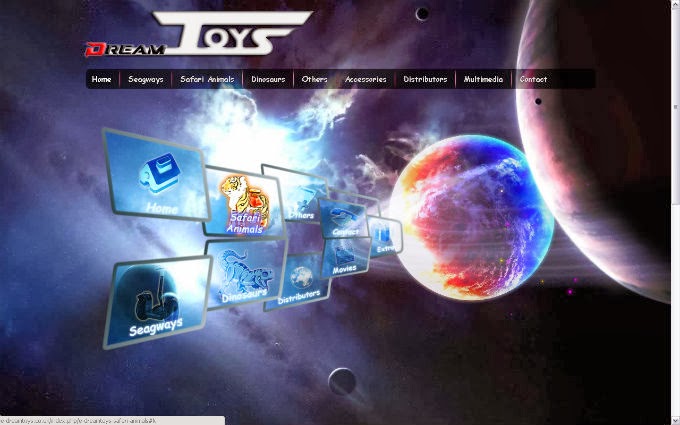 DREAM TOYS
Home Seagways Safari Animals Dinosaurs Others Accessories Distributors Multimedia Contact
Home
Safari
Animals
Others
Contact
Extra
Seagways
Dinosaurs
Distributors
Movies